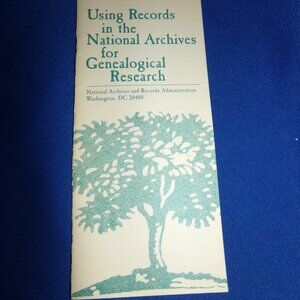 Using Records
in the
National Archives
for
Genealogical
Research
National Archives and Records Administration
Washington, DC 20408